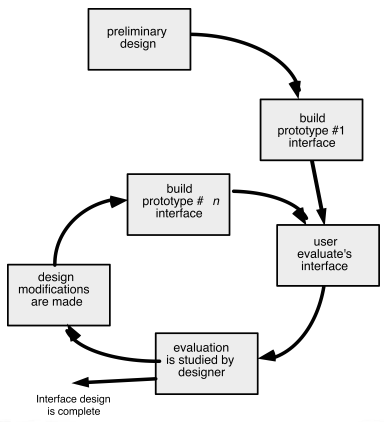 preliminary
design
build
prototype #1
interface
build
prototype # n
interface
user
evaluate's
interface
design
modifications
are made
evaluation
is studied by
designer
Interface design
is complete